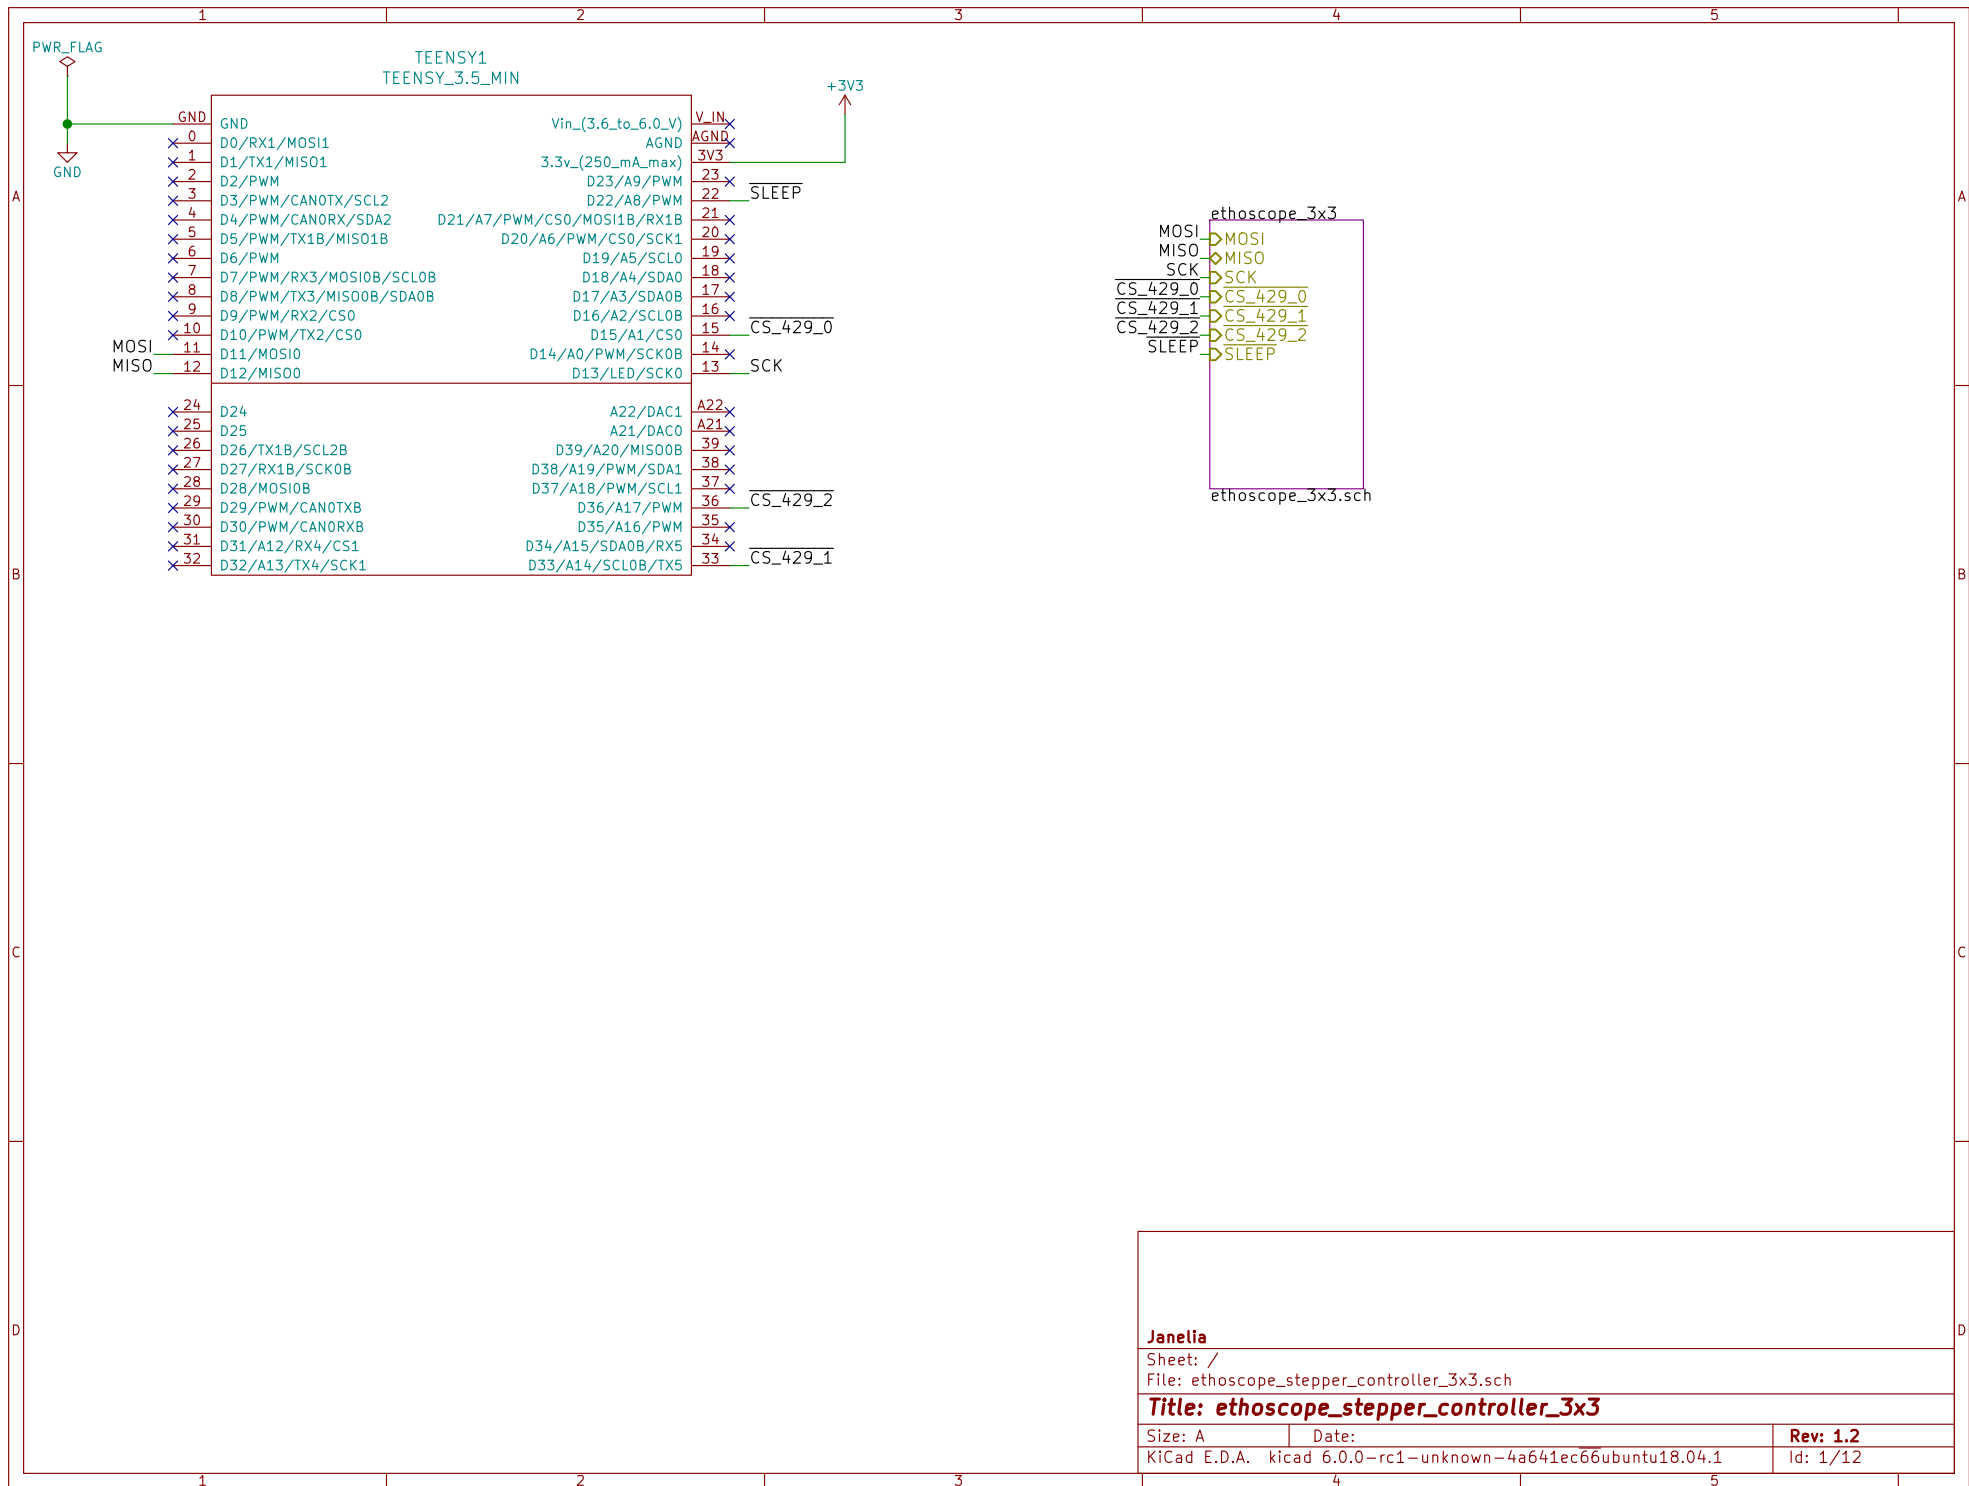 1 2 3 4 5
PWR_FLAG
GND
TEENSY1
TEENSY_3.5_MIN
+3V3
GND GND Vin_(3.6_to_6.0_V) V_IN
0 D0/RX1/MOSI1 AGND AGND
1 D1/TX1/MISO1 3.3v_(250_mA_max) 3V3
2 D2/PWM D23/A9/PWM 23
3 D3/PWM/CAN0TX/SCL2 D22/A8/PWM 22 SLEEP
4 D4/PWM/CAN0RX/SDA2 D21/A7/PWM/CS0/MOSI1B/RX1B 21
5 D5/PWM/TX1B/MISO1B D20/A6/PWM/CS0/SCK1 20
6 D6/PWM D19/A5/SCL0 19
7 D7/PWM/RX3/MOSI0B/SCL0B D18/A4/SDA0 18
8 D8/PWM/TX3/MISO0B/SDA0B D17/A3/SDA0B 17
9 D9/PWM/RX2/CS0 D16/A2/SCL0B 16
10 D10/PWM/TX2/CS0 D15/A1/CS0 15 CS_429_0
MOSI 11 D11/MOSI0 D14/A0/PWM/SCK0B 14
MISO 12 D12/MISO0 D13/LED/SCK0 13 SCK
24 D24 A22/DAC1 A22
25 D25 A21/DAC0 A21
26 D26/TX1B/SCL2B D39/A20/MISO0B 39
27 D27/RX1B/SCK0B D38/A19/PWM/SDA1 38
28 D28/MOSI0B D37/A18/PWM/SCL1 37
29 D29/PWM/CAN0TXB D36/A17/PWM 36 CS_429_2
30 D30/PWM/CAN0RXB D35/A16/PWM 35
31 D31/A12/RX4/CS1 D34/A15/SDA0B/RX5 34
32 D32/A13/TX4/SCK1 D33/A14/SCL0B/TX5 33 CS_429_1
ethoscope_3x3
MOSI MOSI
MISO MISO
SCK SCK
CS_429_0 CS_429_0
CS_429_1 CS_429_1
CS_429_2 CS_429_2
SLEEP SLEEP
ethoscope_3x3.sch
A A
B B
C C
D D
Janelia
Sheet: /
File: ethoscope_stepper_controller_3x3.sch
Title: ethoscope_stepper_controller_3x3
Size: A Date: Rev: 1.2
KiCad E.D.A. kicad 6.0.0-rc1-unknown-4a641ec66ubuntu18.04.1 Id: 1/12
1 2 3 4 5